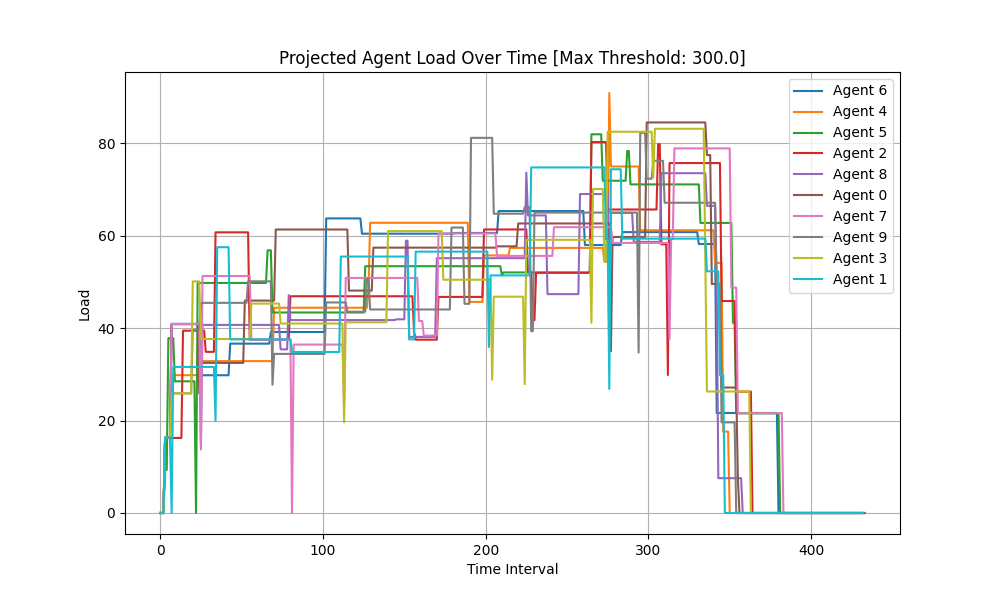 Projected Agent Load Over Time [Max Threshold: 300.0]
Agent 6
Agent 4
Agent 5
Agent 2
Agent 8
Agent 0
Agent 7
Agent 9
Agent 3
Agent 1
Load
80
60
40
20
0
0 100 200 300 400
Time Interval